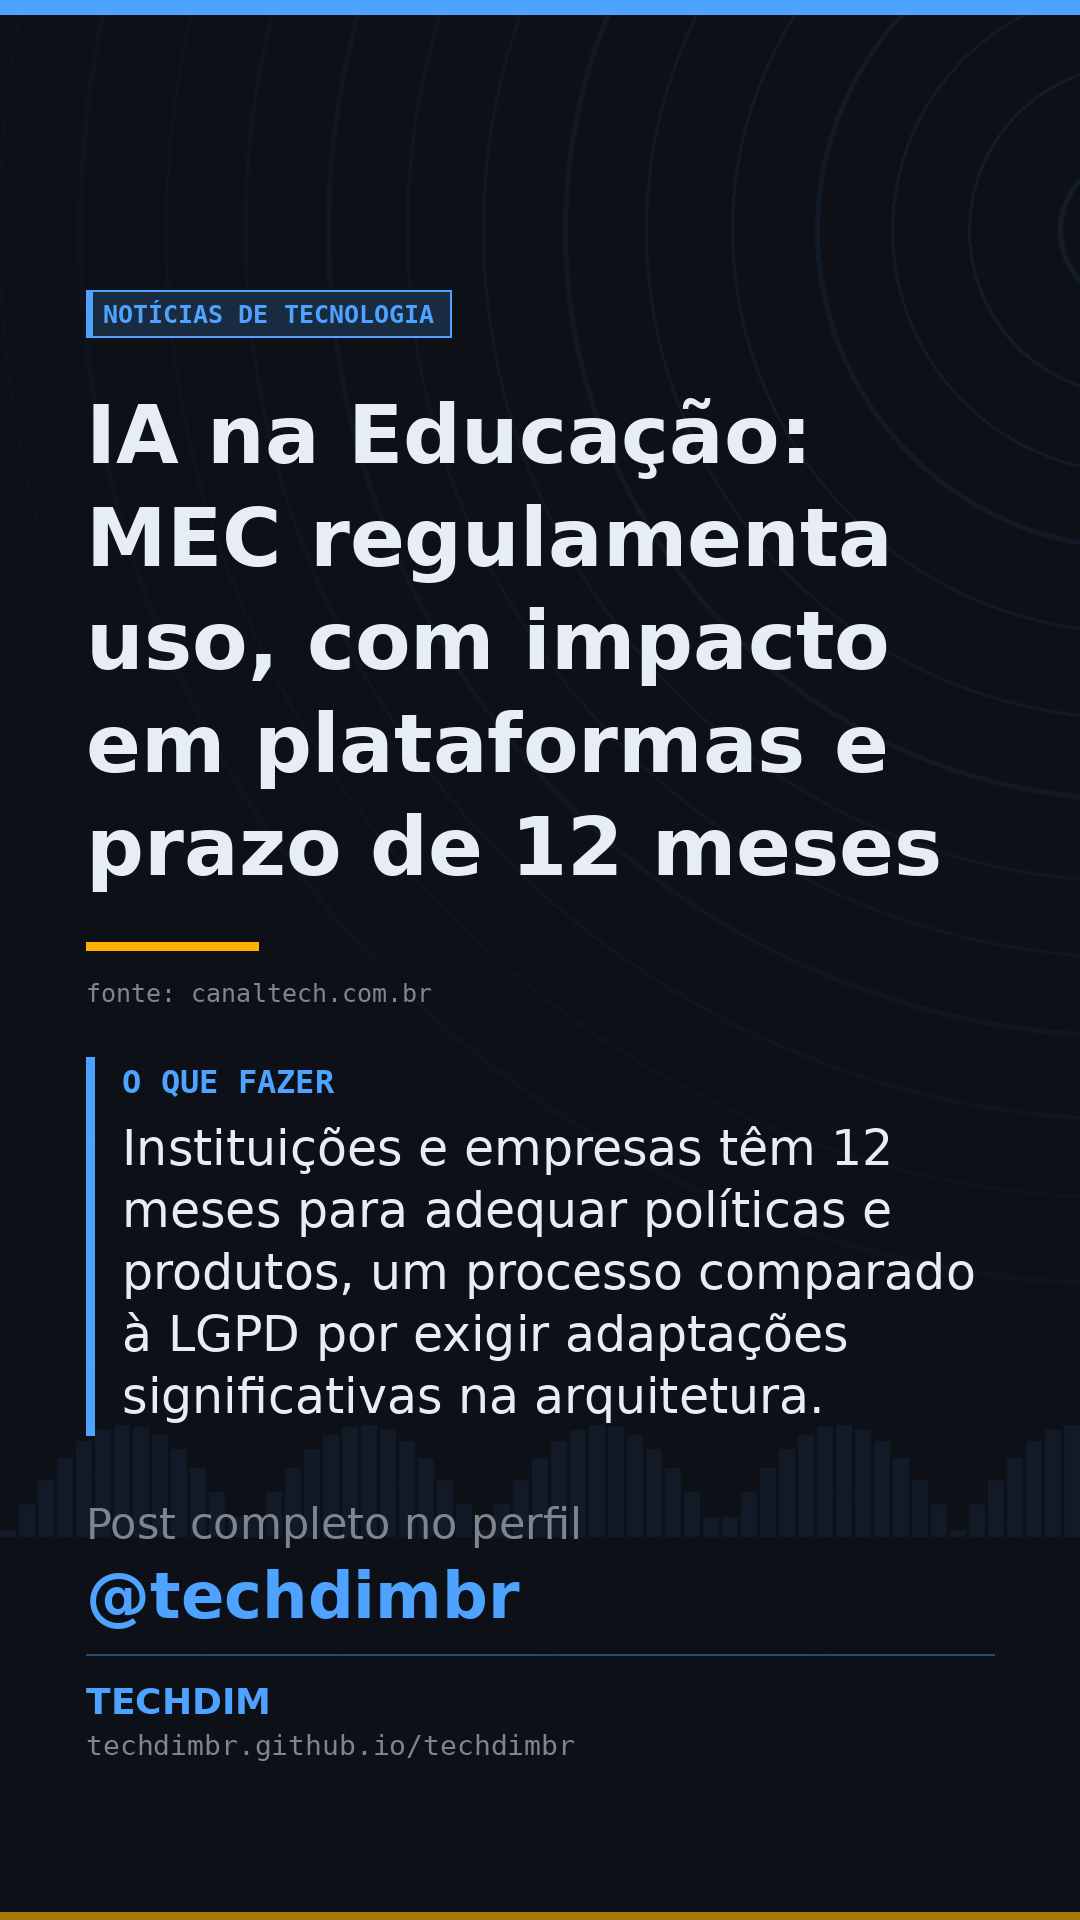 NOTÍCIAS DE TECNOLOGIA
IA na Educação:
MEC regulamenta
uso, com impacto
em plataformas e
prazo de 12 meses
fonte: canaltech.com.br
O QUE FAZER
Instituições e empresas têm 12
meses para adequar políticas e
produtos, um processo comparado
à LGPD por exigir adaptações
significativas na arquitetura.
Post completo no perfil
@techdimbr
TECHDIM
techdimbr.github.io/techdimbr